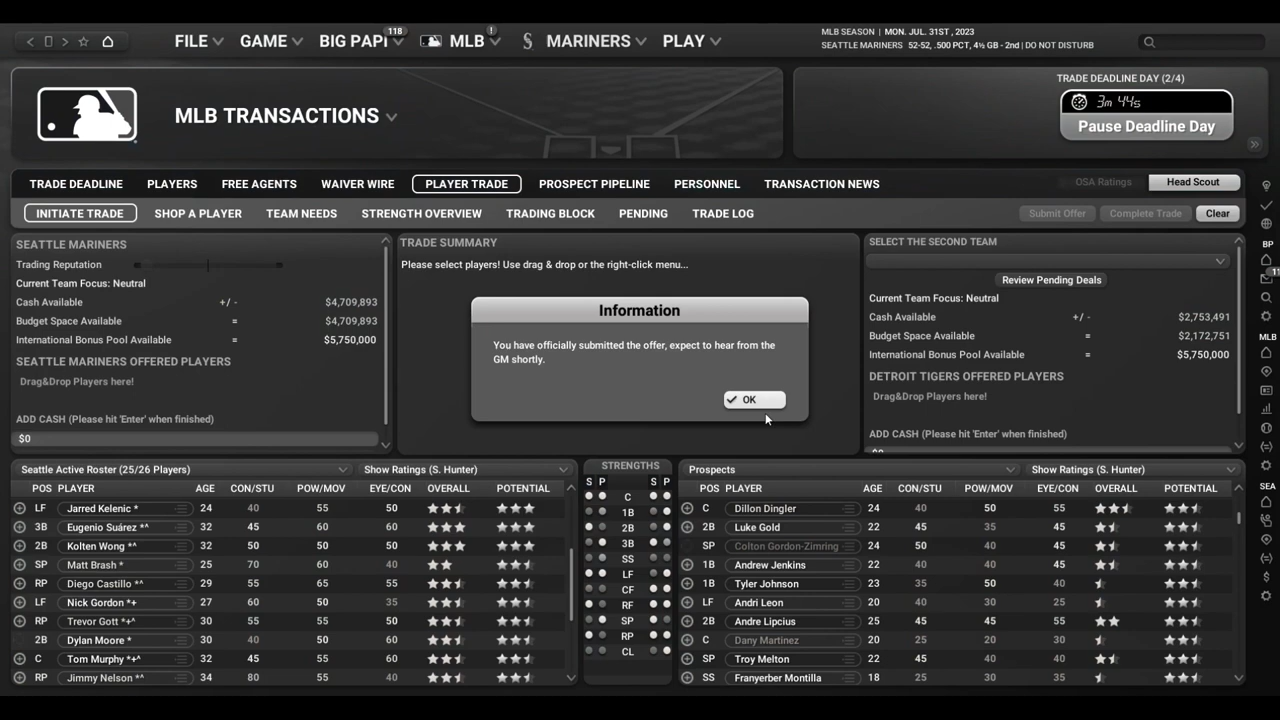 FILE GAME BIG PAPI 118 MLB ! MARINERS PLAY
MLB SEASON | MON. JUL. 31ST , 2023
SEATTLE MARINERS 52-52, .500 PCT, 4½ GB - 2nd | DO NOT DISTURB
MLB TRANSACTIONS
TRADE DEADLINE DAY (2/4)
3m 44s
Pause Deadline Day
TRADE DEADLINE PLAYERS FREE AGENTS WAIVER WIRE PLAYER TRADE PROSPECT PIPELINE PERSONNEL TRANSACTION NEWS OSA Ratings Head Scout
INITIATE TRADE SHOP A PLAYER TEAM NEEDS STRENGTH OVERVIEW TRADING BLOCK PENDING TRADE LOG Submit Offer Complete Trade Clear
SEATTLE MARINERS
Trading Reputation
Current Team Focus: Neutral
Cash Available +/- $4,709,893
Budget Space Available = $4,709,893
International Bonus Pool Available = $5,750,000
SEATTLE MARINERS OFFERED PLAYERS
Drag&Drop Players here!
ADD CASH (Please hit 'Enter' when finished)
$0
TRADE SUMMARY
Please select players! Use drag & drop or the right-click menu...
Information
You have officially submitted the offer, expect to hear from the
GM shortly.
OK
SELECT THE SECOND TEAM
Review Pending Deals
Current Team Focus: Neutral
Cash Available +/- $2,753,491
Budget Space Available = $2,172,751
International Bonus Pool Available = $5,750,000
DETROIT TIGERS OFFERED PLAYERS
Drag&Drop Players here!
ADD CASH (Please hit 'Enter' when finished)
$0
Seattle Active Roster (25/26 Players) Show Ratings (S. Hunter)
POS PLAYER AGE CON/STU POW/MOV EYE/CON OVERALL POTENTIAL
LF Jarred Kelenic * 24 40 55 50
3B Eugenio Suárez *^ 32 45 60 60
2B Kolten Wong *^ 32 50 50 50
SP Matt Brash * 25 70 60 40
RP Diego Castillo *^ 29 55 65 55
LF Nick Gordon *+ 27 60 50 35
RP Trevor Gott *+^ 30 55 50 50
2B Dylan Moore * 30 40 50 60
C Tom Murphy *+^ 32 45 55 60
RP Jimmy Nelson *^ 34 80 55 40
STRENGTHS
S P S P
C
1B
2B
3B
SS
LF
CF
RF
SP
RP
CL
Prospects Show Ratings (S. Hunter)
POS PLAYER AGE CON/STU POW/MOV EYE/CON OVERALL POTENTIAL
C Dillon Dingler 24 40 50 55
2B Luke Gold 22 45 35 45
SP Colton Gordon-Zimring 24 50 40 45
1B Andrew Jenkins 22 40 40 45
1B Tyler Johnson 23 35 50 40
LF Andri Leon 20 40 30 25
2B Andre Lipcius 25 45 45 55
C Dany Martinez 20 25 20 30
SP Troy Melton 22 45 40 40
SS Franyerber Montilla 18 25 30 35
BP
11
MLB
SEA